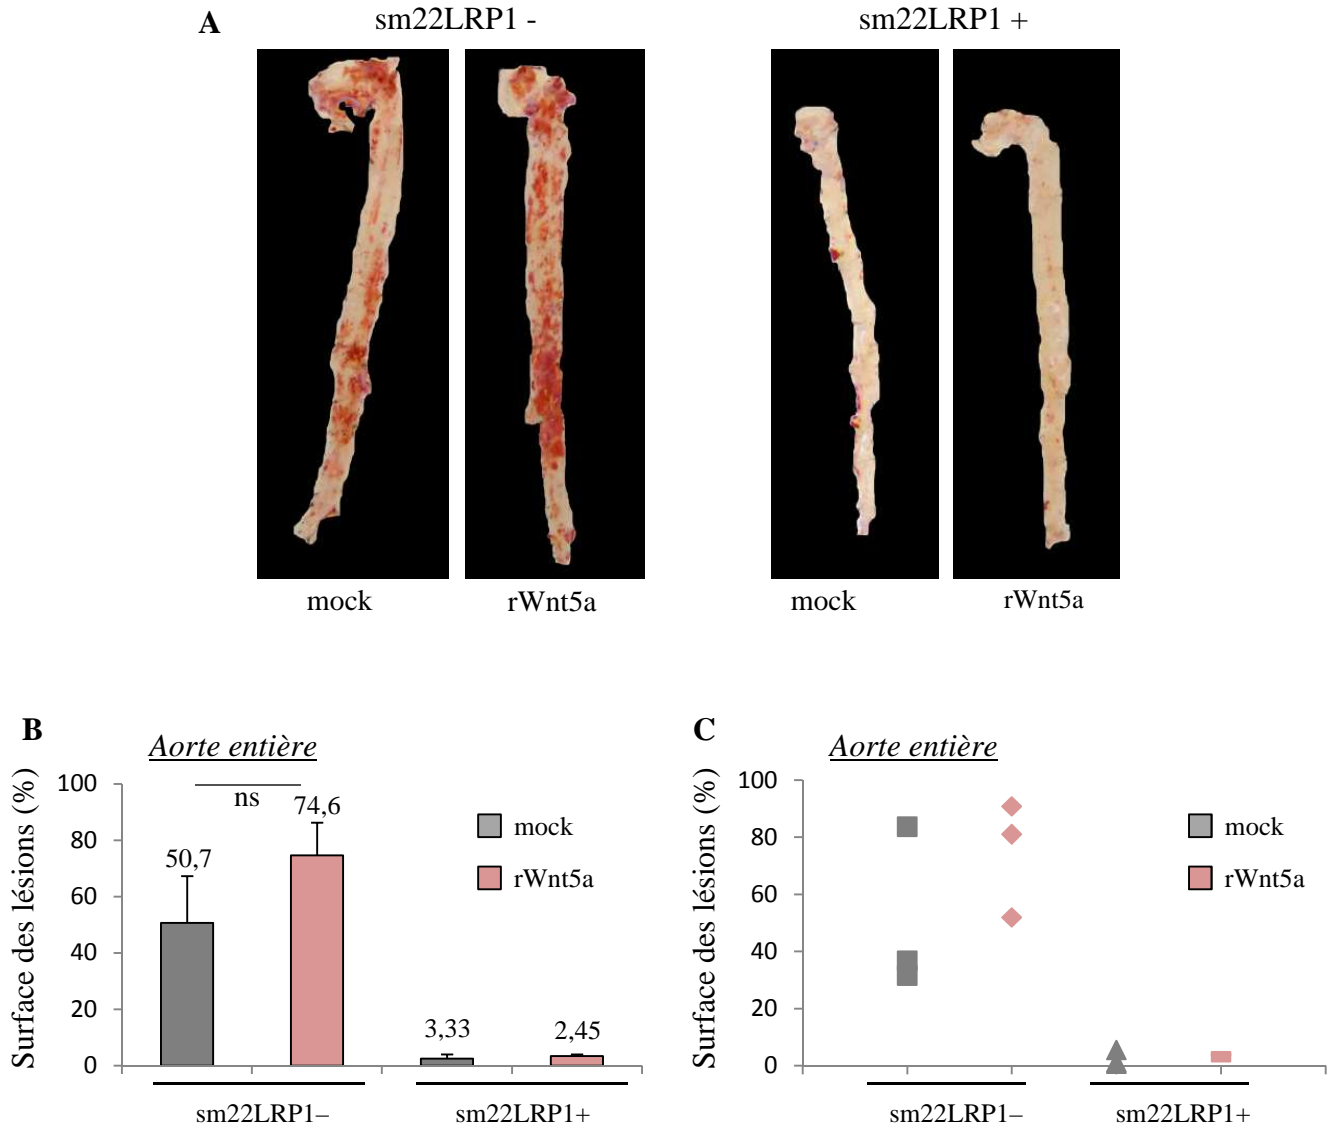 A
sm22LRP1 -
sm22LRP1 +
mock
rWnt5a
mock
rWnt5a
B
Aorte entière
Surface des lésions (%)
100
80
60
40
20
0
ns
50,7
74,6
3,33
2,45
mock
rWnt5a
sm22LRP1–
sm22LRP1+
C
Aorte entière
Surface des lésions (%)
100
80
60
40
20
0
mock
rWnt5a
sm22LRP1–
sm22LRP1+